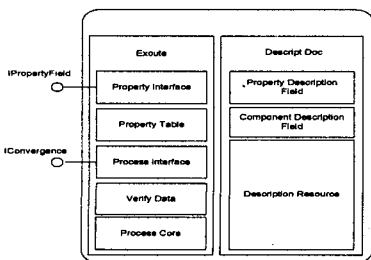 Exoute
IPropertyField
Property Interface
Property Table
IConvergence
Process Interface
Verify Data
Process Core
Descript Doc
Property Description
Field
Component Description
Field
Description Resource